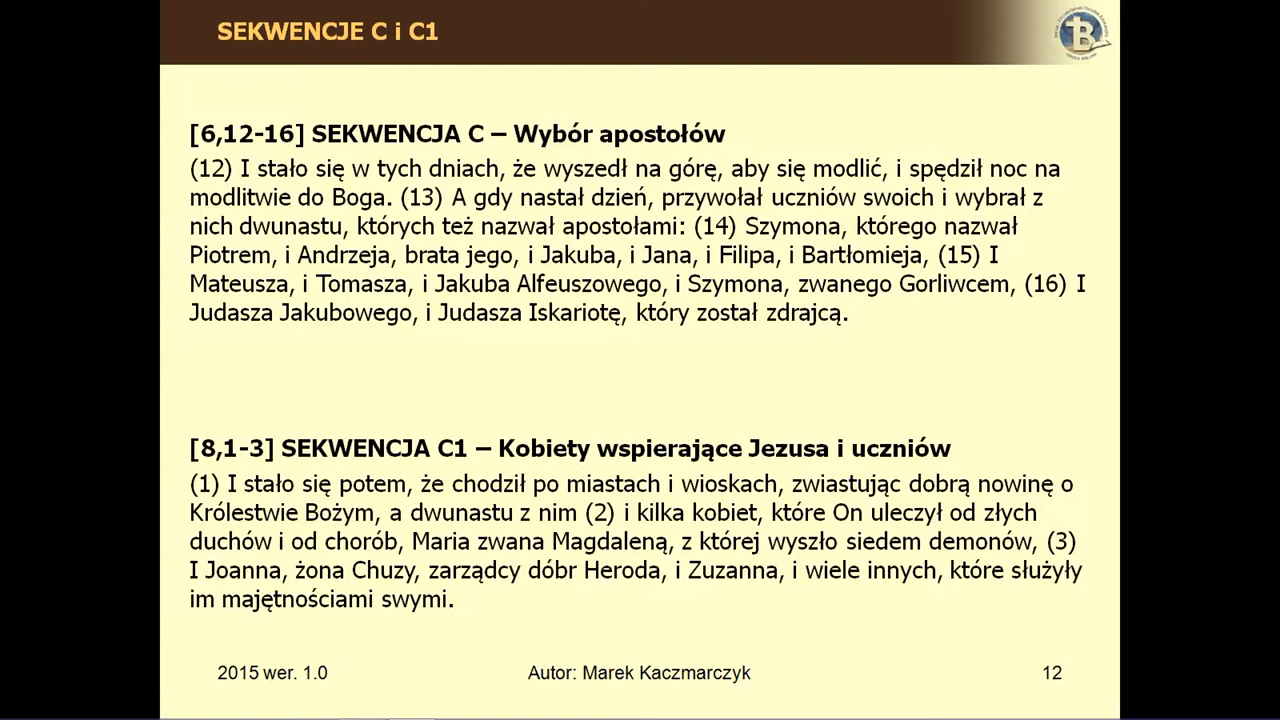 SEKWENCJE C i C1
[6,12-16] SEKWENCJA C – Wybór apostołów
(12) I stało się w tych dniach, że wyszedł na górę, aby się modlić, i spędził noc na
modlitwie do Boga. (13) A gdy nastał dzień, przywołał uczniów swoich i wybrał z
nich dwunastu, których też nazwał apostołami: (14) Szymona, którego nazwał
Piotrem, i Andrzeja, brata jego, i Jakuba, i Jana, i Filipa, i Bartłomieja, (15) I
Mateusza, i Tomasza, i Jakuba Alfeuszowego, i Szymona, zwanego Gorliwcem, (16) I
Judasza Jakubowego, i Judasza Iskariotę, który został zdrajcą.
[8,1-3] SEKWENCJA C1 – Kobiety wspierające Jezusa i uczniów
(1) I stało się potem, że chodził po miastach i wioskach, zwiastując dobrą nowinę o
Królestwie Bożym, a dwunastu z nim (2) i kilka kobiet, które On uleczył od złych
duchów i od chorób, Maria zwana Magdaleną, z której wyszło siedem demonów, (3)
I Joanna, żona Chuzy, zarządcy dóbr Heroda, i Zuzanna, i wiele innych, które służyły
im majętnościami swymi.
2015 wer. 1.0 Autor: Marek Kaczmarczyk 12